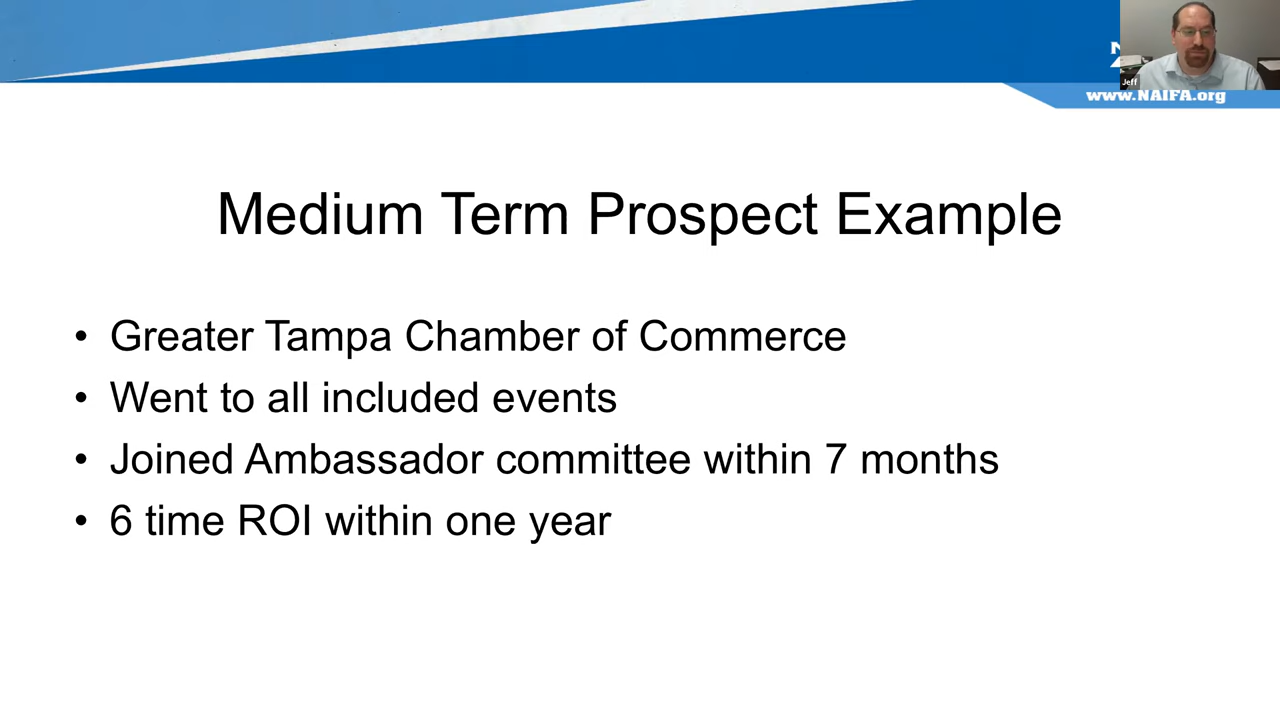 Jeff
www.NAIFA.org
Medium Term Prospect Example
• Greater Tampa Chamber of Commerce
• Went to all included events
• Joined Ambassador committee within 7 months
• 6 time ROI within one year